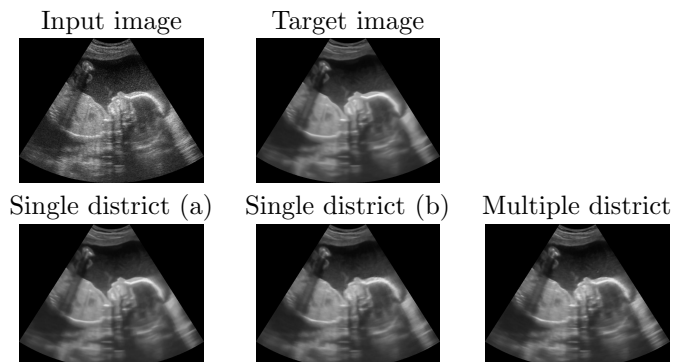 Input image
Target image
Single district (a)
Single district (b)
Multiple district